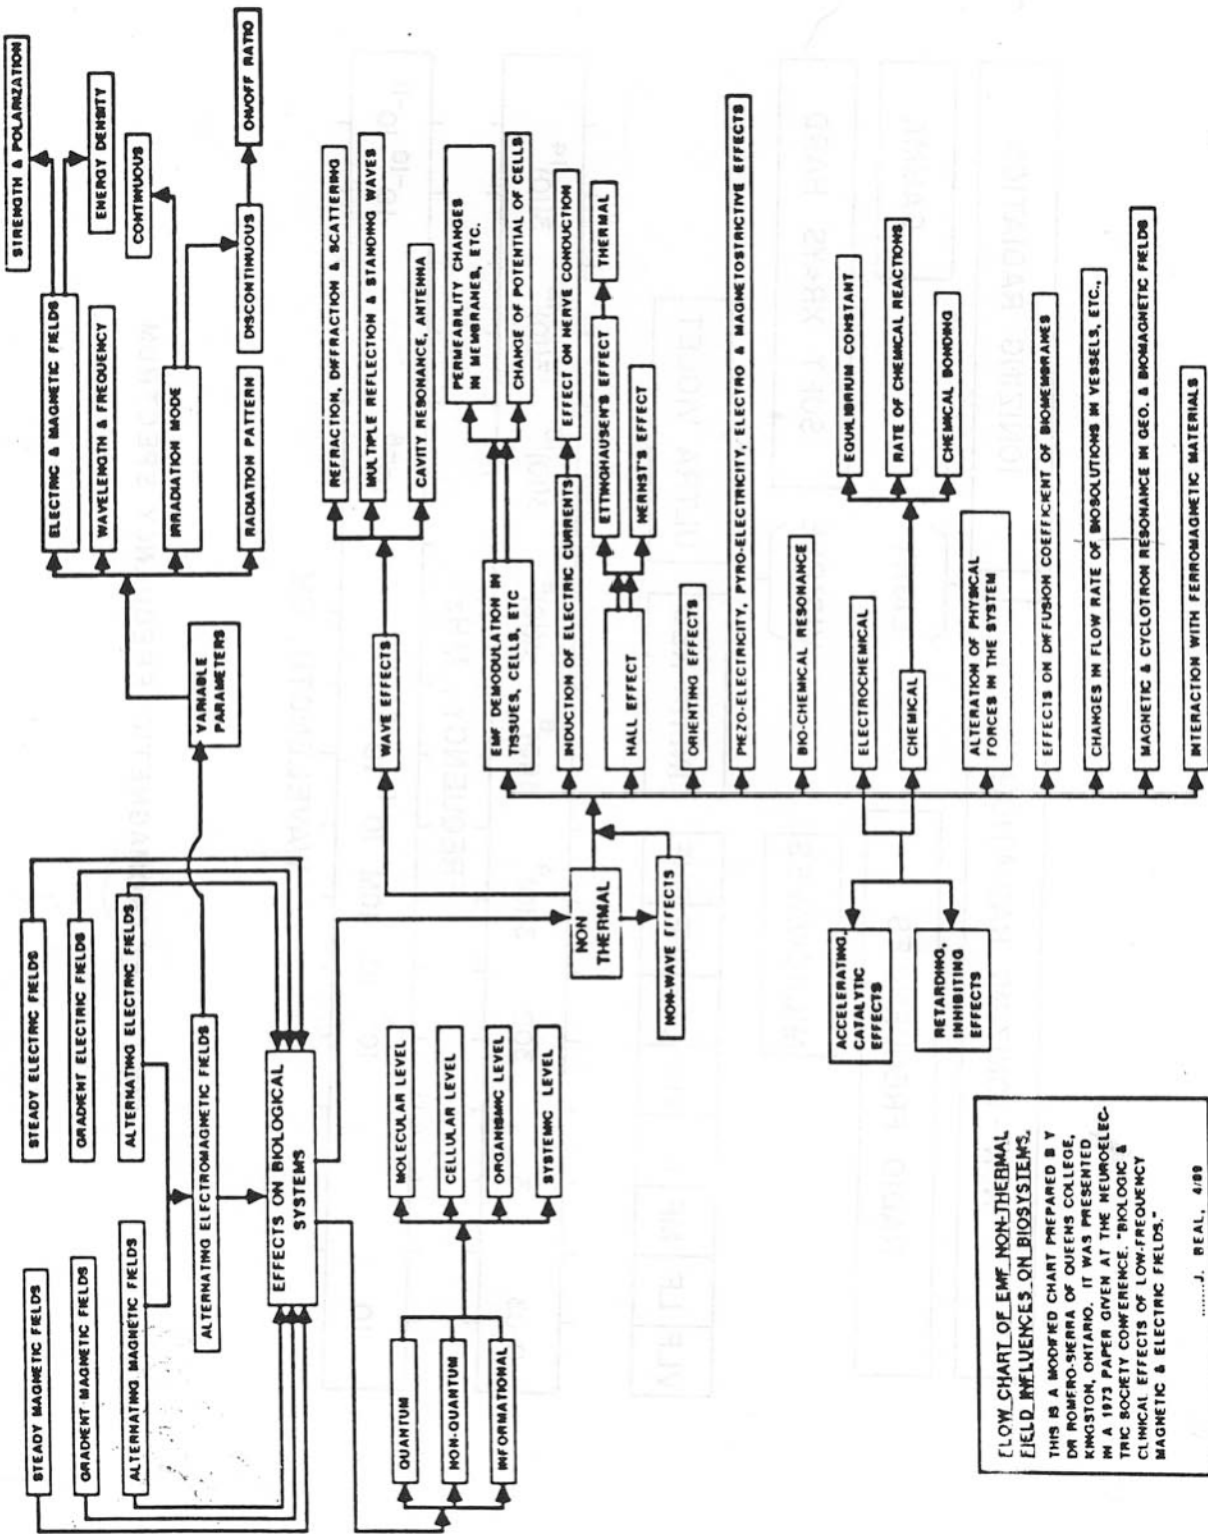 STEADY MAGNETIC FIELDS
GRADIENT MAGNETIC FIELDS
ALTERNATING MAGNETIC FIELDS
STEADY ELECTRIC FIELDS
GRADIENT ELECTRIC FIELDS
ALTERNATING ELECTRIC FIELDS
ALTERNATING ELECTROMAGNETIC FIELDS
EFFECTS ON BIOLOGICAL
SYSTEMS
VARIABLE
PARAMETERS
ELECTRIC & MAGNETIC FIELDS
STRENGTH & POLARIZATION
ENERGY DENSITY
WAVELENGTH & FREQUENCY
IRRADIATION MODE
CONTINUOUS
DISCONTINUOUS
ON/OFF RATIO
RADIATION PATTERN
QUANTUM
NON-QUANTUM
INFORMATIONAL
MOLECULAR LEVEL
CELLULAR LEVEL
ORGANISMIC LEVEL
SYSTEMIC LEVEL
NON
THERMAL
NON-WAVE EFFECTS
WAVE EFFECTS
REFRACTION, DIFFRACTION & SCATTERING
MULTIPLE REFLECTION & STANDING WAVES
CAVITY RESONANCE, ANTENNA
EMF DEMODULATION IN
TISSUES, CELLS, ETC
PERMEABILITY CHANGES
IN MEMBRANES, ETC.
CHANGE OF POTENTIAL OF CELLS
INDUCTION OF ELECTRIC CURRENTS
EFFECT ON NERVE CONDUCTION
HALL EFFECT
ETTINGHAUSEN'S EFFECT
THERMAL
NERNST'S EFFECT
ORIENTING EFFECTS
PIEZO-ELECTRICITY, PYRO-ELECTRICITY, ELECTRO & MAGNETOSTRICTIVE EFFECTS
BIO-CHEMICAL RESONANCE
ELECTROCHEMICAL
CHEMICAL
EQUILIBRIUM CONSTANT
RATE OF CHEMICAL REACTIONS
CHEMICAL BONDING
ACCELERATING,
CATALYTIC
EFFECTS
RETARDING,
INHIBITING
EFFECTS
ALTERATION OF PHYSICAL
FORCES IN THE SYSTEM
EFFECTS ON DIFFUSION COEFFICIENT OF BIOMEMBRANES
CHANGES IN FLOW RATE OF BIOSOLUTIONS IN VESSELS, ETC.,
MAGNETIC & CYCLOTRON RESONANCE IN GEO. & BIOMAGNETIC FIELDS
INTERACTION WITH FERROMAGNETIC MATERIALS
FLOW CHART OF EMF NON-THERMAL
FIELD INFLUENCES ON BIOSYSTEMS.
THIS IS A MODIFIED CHART PREPARED BY
DR ROMERO-SIERRA OF QUEENS COLLEGE,
KINGSTON, ONTARIO. IT WAS PRESENTED
IN A 1973 PAPER GIVEN AT THE NEUROELEC-
TRIC SOCIETY CONFERENCE. "BIOLOGIC &
CLINICAL EFFECTS OF LOW-FREQUENCY
MAGNETIC & ELECTRIC FIELDS."
........J. BEAL, 4/89